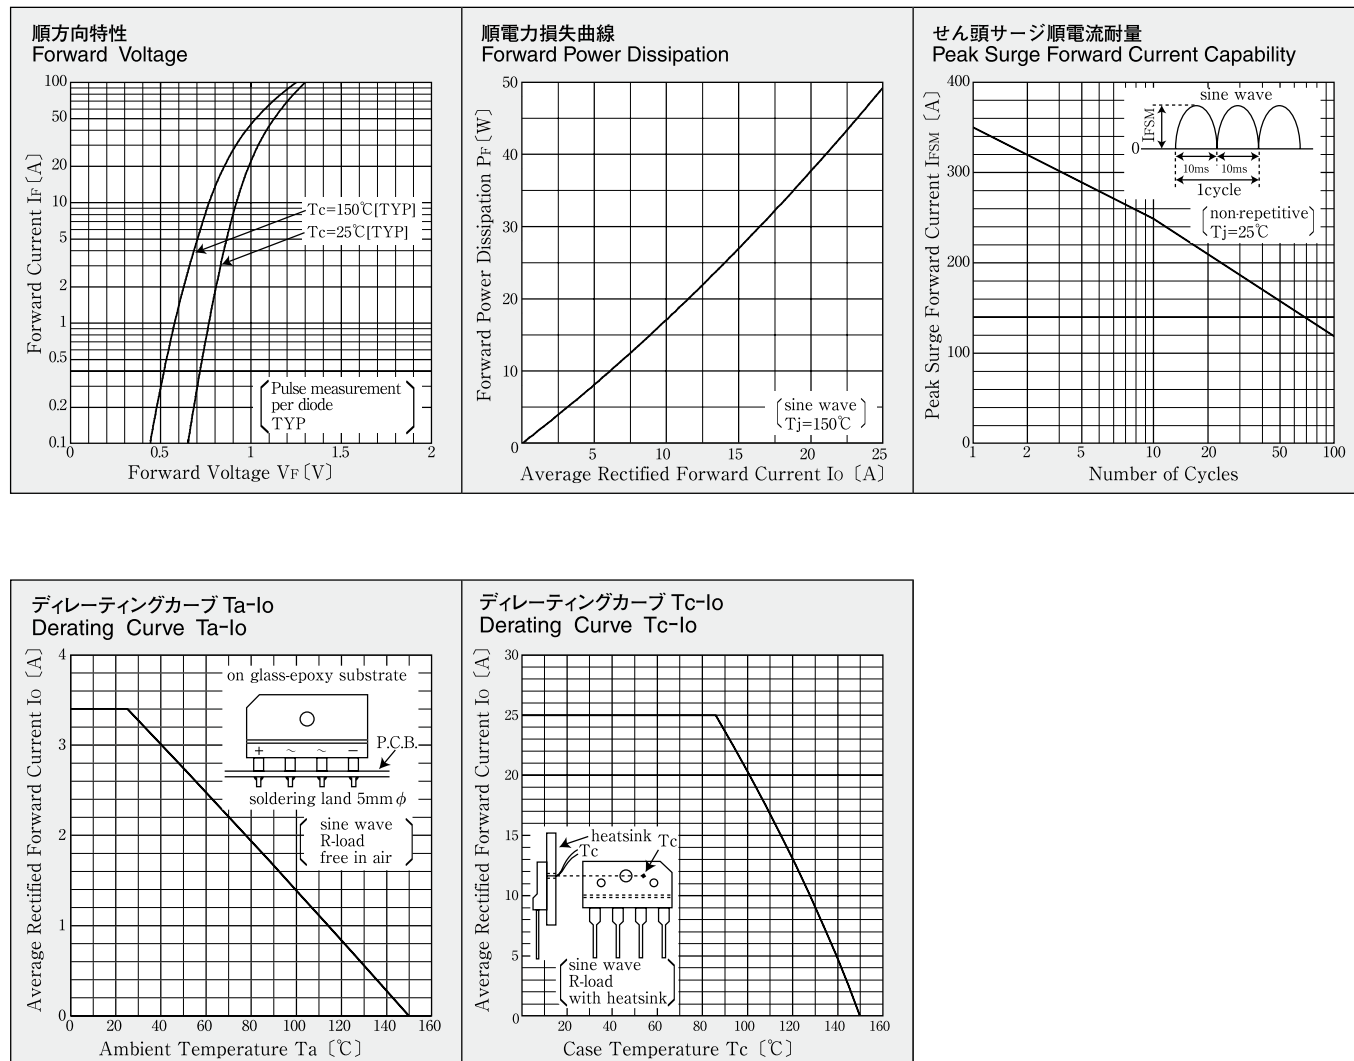 順方向特性
Forward Voltage
Forward Current IF〔A〕
100
50
20
10
5
2
1
0.5
0.2
0.1
Tc=150℃[TYP]
Tc=25℃[TYP]
Pulse measurement
per diode
TYP
0 0.5 1 1.5 2
Forward Voltage VF〔V〕
順電力損失曲線
Forward Power Dissipation
Forward Power Dissipation PF〔W〕
50
40
30
20
10
0
sine wave
Tj=150℃
5 10 15 20 25
Average Rectified Forward Current Io〔A〕
せん頭サージ順電流耐量
Peak Surge Forward Current Capability
Peak Surge Forward Current IFSM〔A〕
400
300
200
100
0
sine wave
IFSM
0
10ms 10ms
1cycle
non-repetitive
Tj=25℃
1 2 5 10 20 50 100
Number of Cycles
ディレーティングカーブ Ta-Io
Derating Curve Ta-Io
Average Rectified Forward Current Io〔A〕
4
3
2
1
0
on glass-epoxy substrate
+ ~ ~ −
P.C.B.
soldering land 5mmφ
sine wave
R-load
free in air
0 20 40 60 80 100 120 140 160
Ambient Temperature Ta〔℃〕
ディレーティングカーブ Tc-Io
Derating Curve Tc-Io
Average Rectified Forward Current Io〔A〕
30
25
20
15
10
5
0
heatsink
Tc
Tc
sine wave
R-load
with heatsink
20 40 60 80 100 120 140 160
Case Temperature Tc〔℃〕